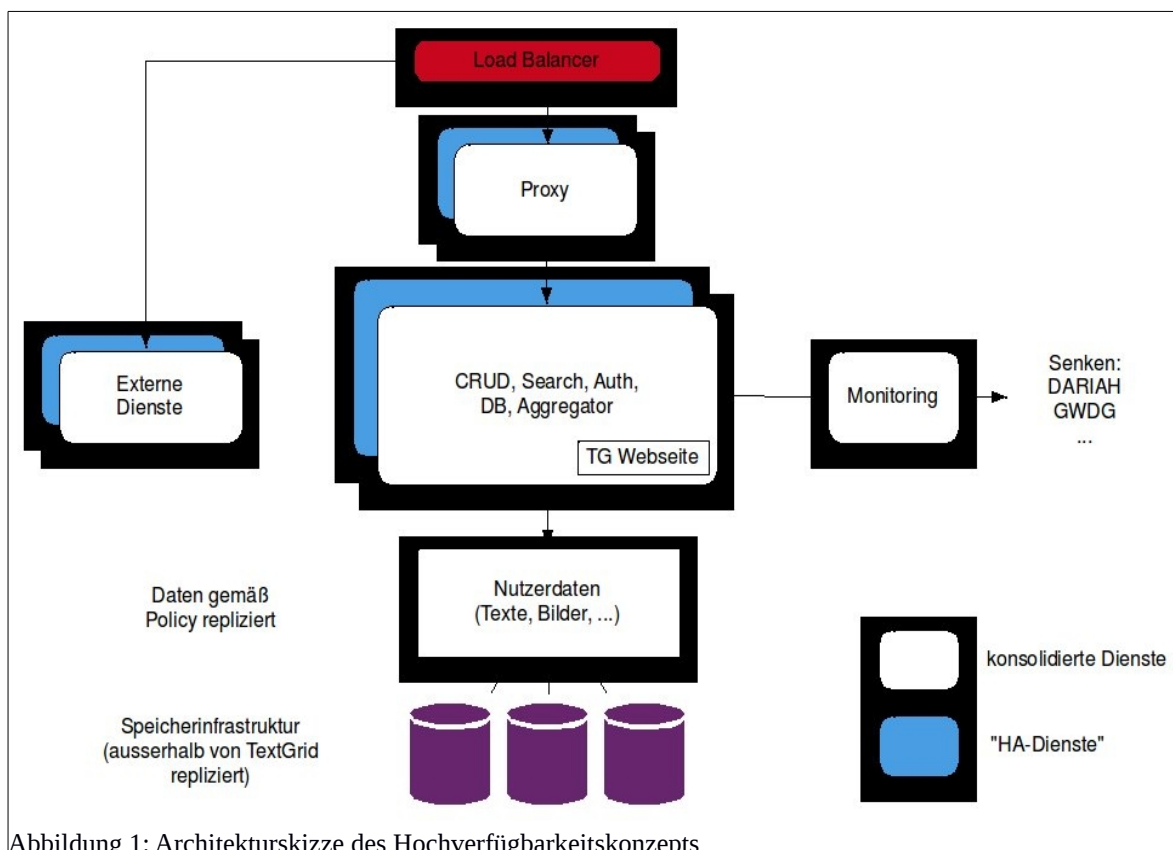 Load Balancer
Proxy
Externe
Dienste
CRUD, Search, Auth,
DB, Aggregator
TG Webseite
Monitoring
Senken:
DARIAH
GWDG
...
Nutzerdaten
(Texte, Bilder, ...)
Daten gemäß
Policy repliziert
Speicherinfrastruktur
(ausserhalb von TextGrid
repliziert)
konsolidierte Dienste
"HA-Dienste"
Abbildung 1: Architekturskizze des Hochverfügbarkeitskonzepts